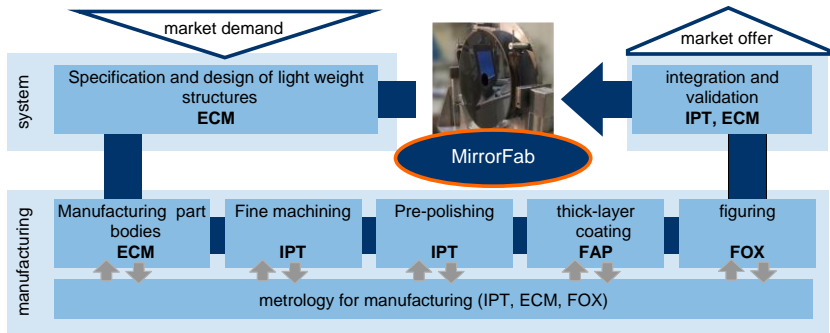 market demand
market offer
system
Specification and design of light weight
structures
ECM
integration and
validation
IPT, ECM
MirrorFab
manufacturing
Manufacturing part
bodies
ECM
Fine machining
IPT
Pre-polishing
IPT
thick-layer
coating
FAP
figuring
FOX
metrology for manufacturing (IPT, ECM, FOX)